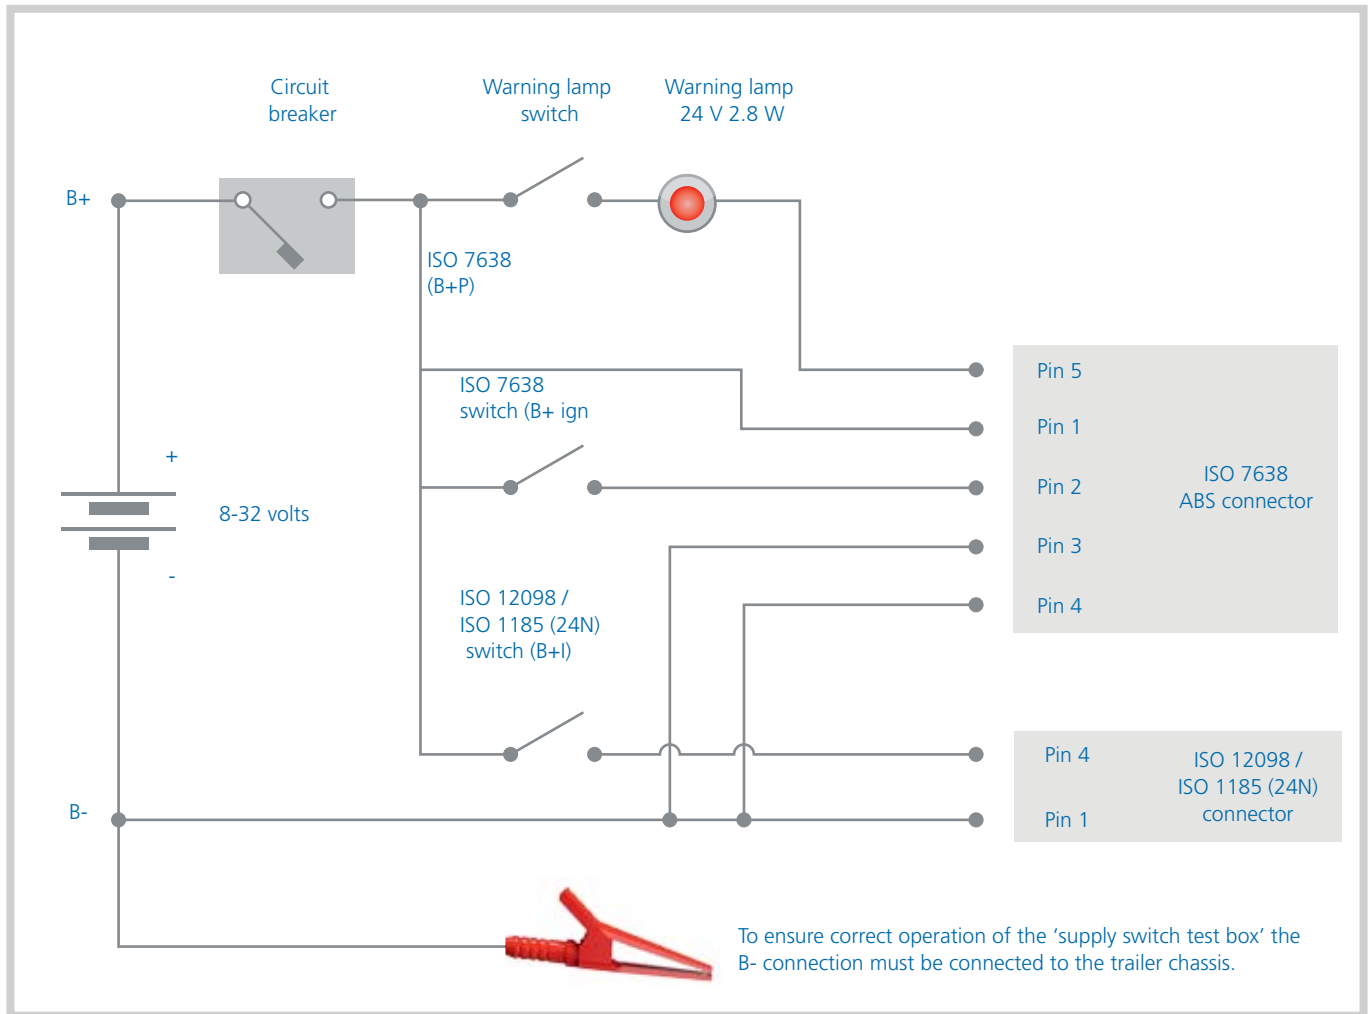 Circuit
breaker
Warning lamp
switch
Warning lamp
24 V 2.8 W
B+
ISO 7638
(B+P)
ISO 7638
switch (B+ ign
Pin 5
Pin 1
Pin 2
Pin 3
Pin 4
ISO 7638
ABS connector
+
8-32 volts
-
ISO 12098 /
ISO 1185 (24N)
switch (B+I)
Pin 4
Pin 1
ISO 12098 /
ISO 1185 (24N)
connector
B-
To ensure correct operation of the ‘supply switch test box’ the
B- connection must be connected to the trailer chassis.